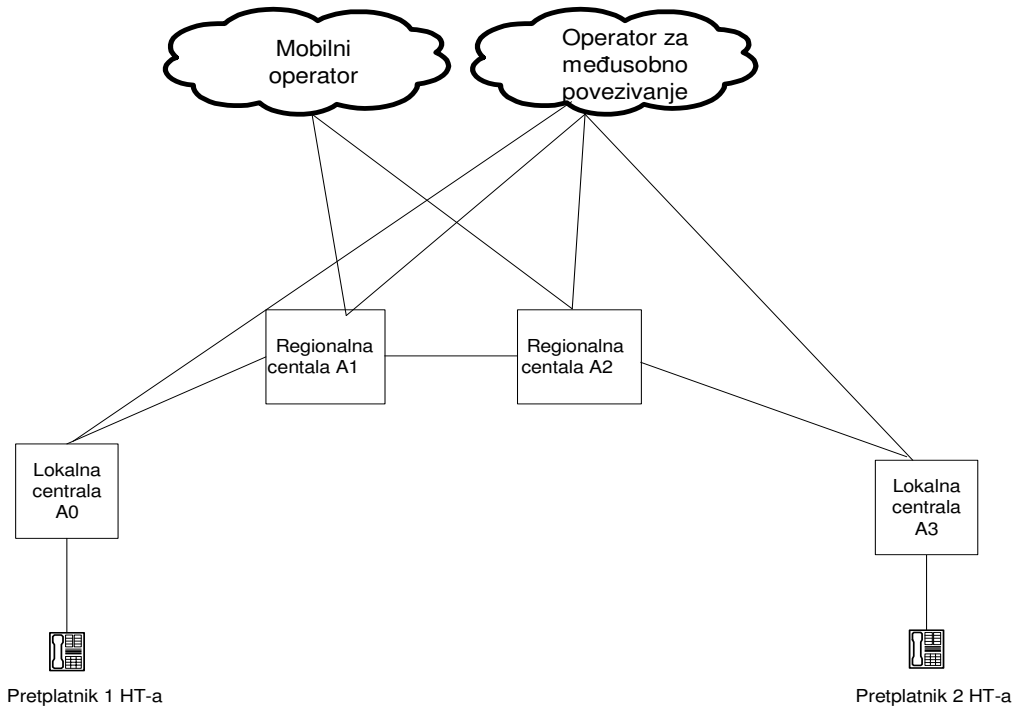 Mobilni
operator
Operator za
međusobno
povezivanje
Regionalna
centala A1
Regionalna
centala A2
Lokalna
centrala
A0
Lokalna
centrala
A3
Pretplatnik 1 HT-a
Pretplatnik 2 HT-a